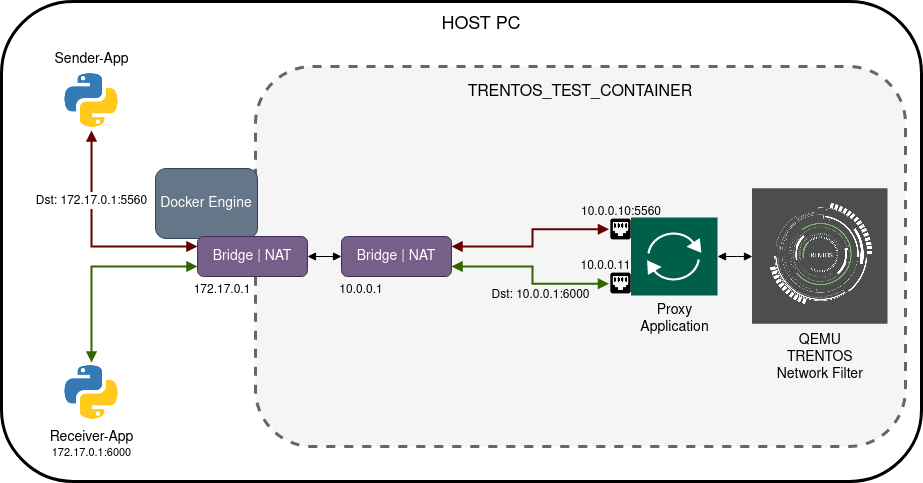 HOST PC
Sender-App
TRENTOS_TEST_CONTAINER
Dst: 172.17.0.1:5560
Docker Engine
Bridge | NAT
172.17.0.1
Bridge | NAT
10.0.0.1
10.0.0.10:5560
10.0.0.11
Dst: 10.0.0.1:6000
Proxy
Application
TRENTOS
QEMU
TRENTOS
Network Filter
Receiver-App
172.17.0.1:6000